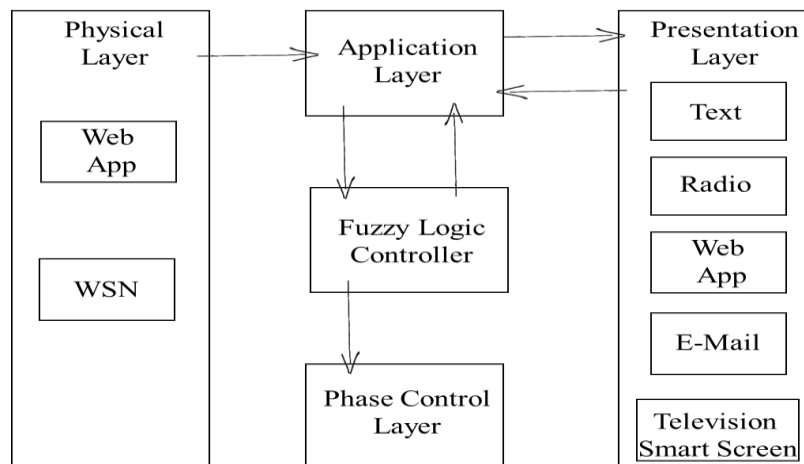 Physical
Layer
Web
App
WSN
Application
Layer
Fuzzy Logic
Controller
Phase Control
Layer
Presentation
Layer
Text
Radio
Web
App
E-Mail
Television
Smart Screen